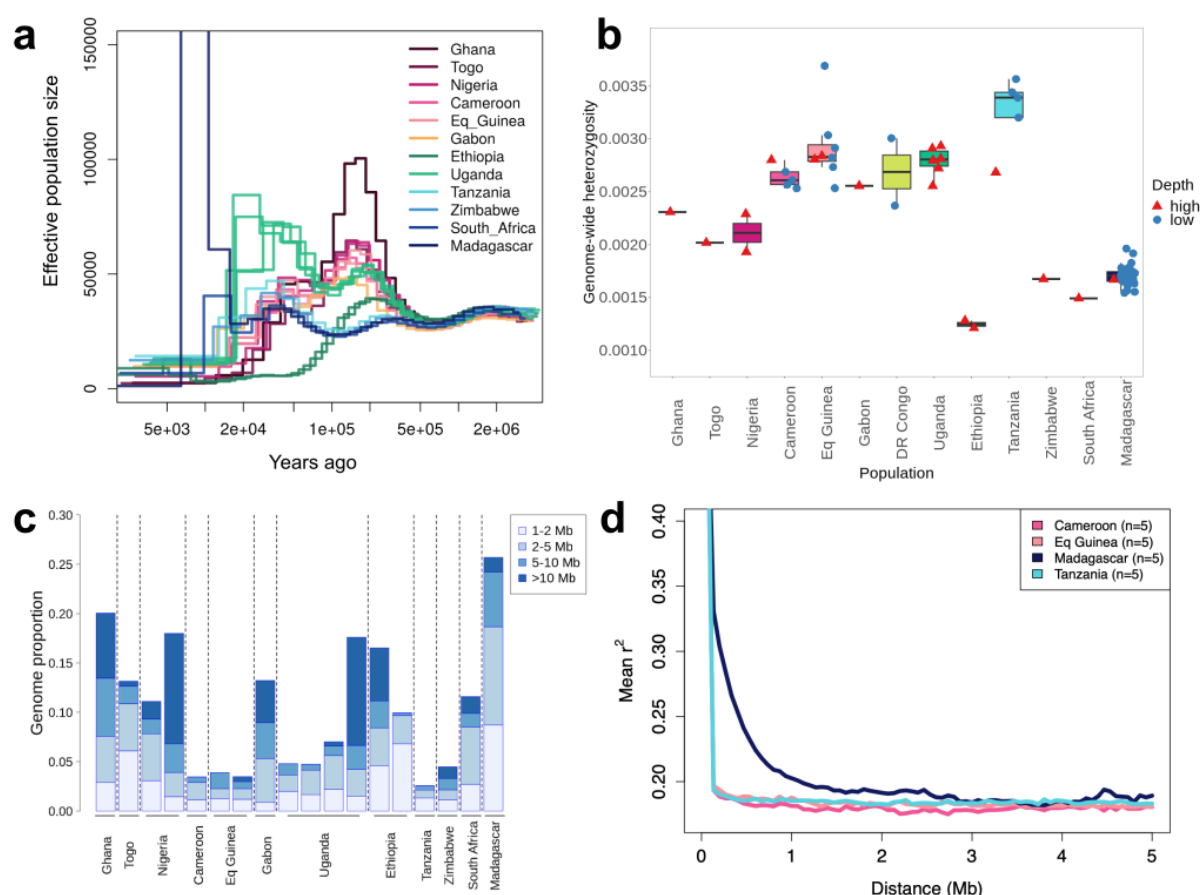 a
Effective population size
150000
100000
50000
0
Ghana
Togo
Nigeria
Cameroon
Eq_Guinea
Gabon
Ethiopia
Uganda
Tanzania
Zimbabwe
South_Africa
Madagascar
5e+03 2e+04 1e+05 5e+05 2e+06
Years ago
b
Genome-wide heterozygosity
0.0035
0.0030
0.0025
0.0020
0.0015
0.0010
Depth
high
low
Ghana
Togo
Nigeria
Cameroon
Eq Guinea
Gabon
DR Congo
Uganda
Ethiopia
Tanzania
Zimbabwe
South Africa
Madagascar
Population
c
Genome proportion
0.30
0.25
0.20
0.15
0.10
0.05
0.00
1-2 Mb
2-5 Mb
5-10 Mb
>10 Mb
Ghana
Togo
Nigeria
Cameroon
Eq Guinea
Gabon
Uganda
Ethiopia
Tanzania
Zimbabwe
South Africa
Madagascar
d
Mean r²
0.40
0.35
0.30
0.25
0.20
Cameroon (n=5)
Eq Guinea (n=5)
Madagascar (n=5)
Tanzania (n=5)
0 1 2 3 4 5
Distance (Mb)